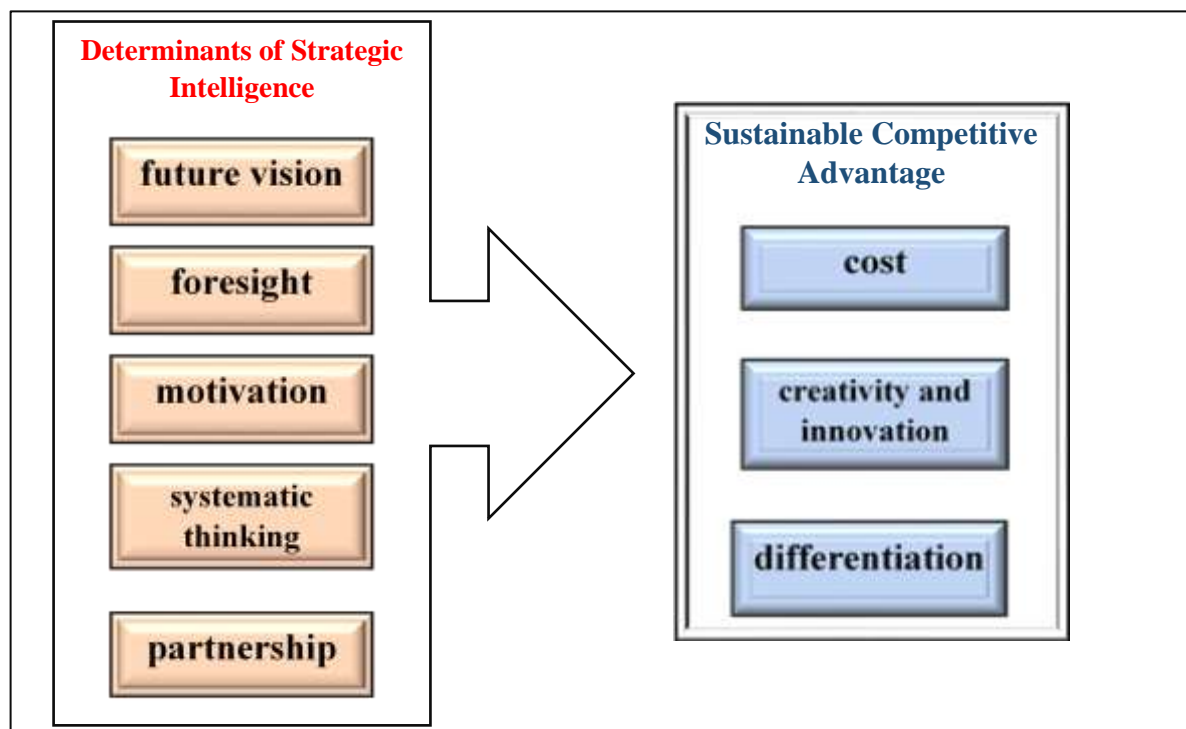 Determinants of Strategic
Intelligence
future vision
foresight
motivation
systematic
thinking
partnership
Sustainable Competitive
Advantage
cost
creativity and
innovation
differentiation